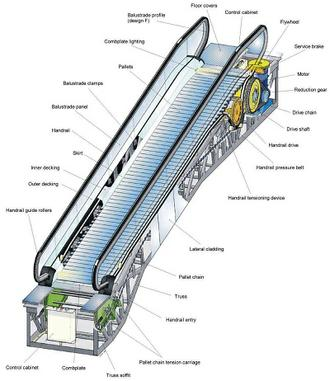 Floor covers
Balustrade profile
(design F)
Control cabinet
Flywheel
Combplate lighting
Service brake
Pallets
Motor
Balustrade clamps
Reduction gear
Balustrade panel
Drive chain
Handrail
Drive shaft
Handrail drive
Skirt
Handrail pressure belt
Inner decking
Outer decking
Handrail tensioning device
Handrail guide rollers
Lateral cladding
Pallet chain
Truss
Handrail entry
Pallet chain tension carriage
Control cabinet
Combplate
Truss soffit